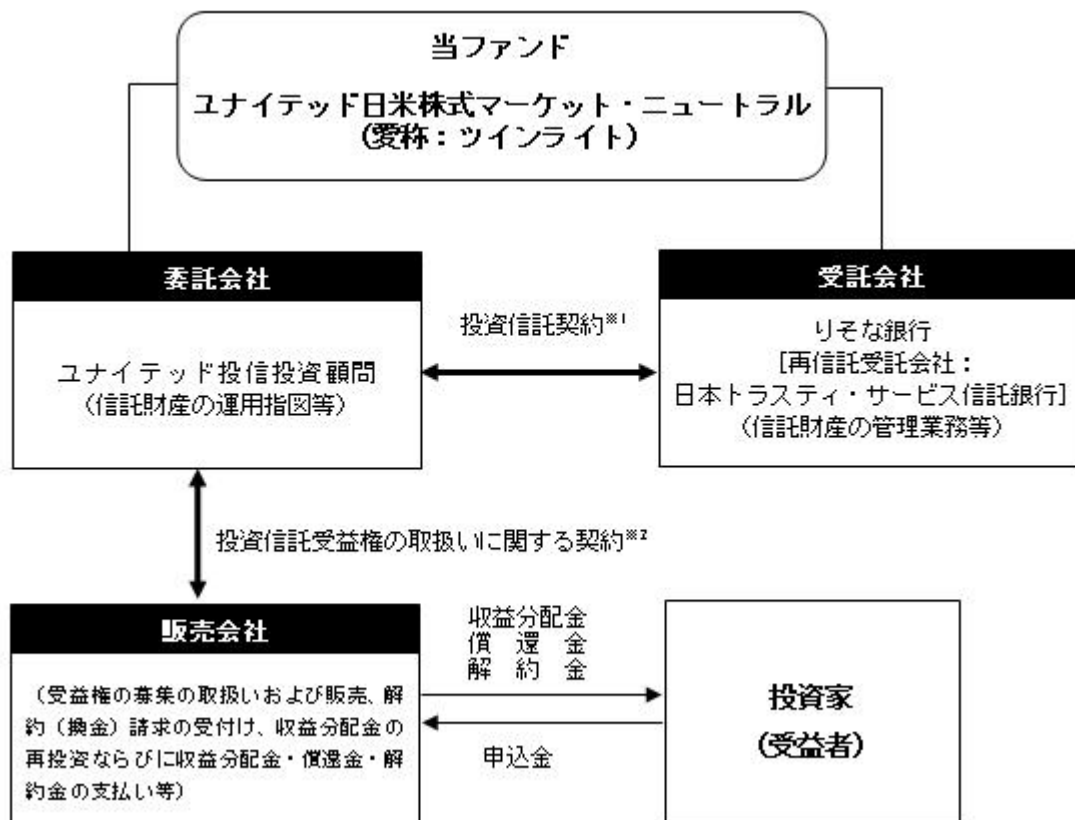 当ファンド
ユナイテッド日米株式マーケット・ニュートラル
(愛称：ツインライト)
委託会社
ユナイテッド投信投資顧問
(信託財産の運用指図等)
投資信託契約※1
受託会社
りそな銀行
[再信託受託会社：
日本トラスティ・サービス信託銀行]
(信託財産の管理業務等)
投資信託受益権の取扱いに関する契約※2
販売会社
(受益権の募集の取扱いおよび販売、解
約(換金)請求の受付け、収益分配金の
再投資ならびに収益分配金・償還金・解
約金の支払い等)
収益分配金
償　還　金
解　約　金
申込金
投資家
(受益者)